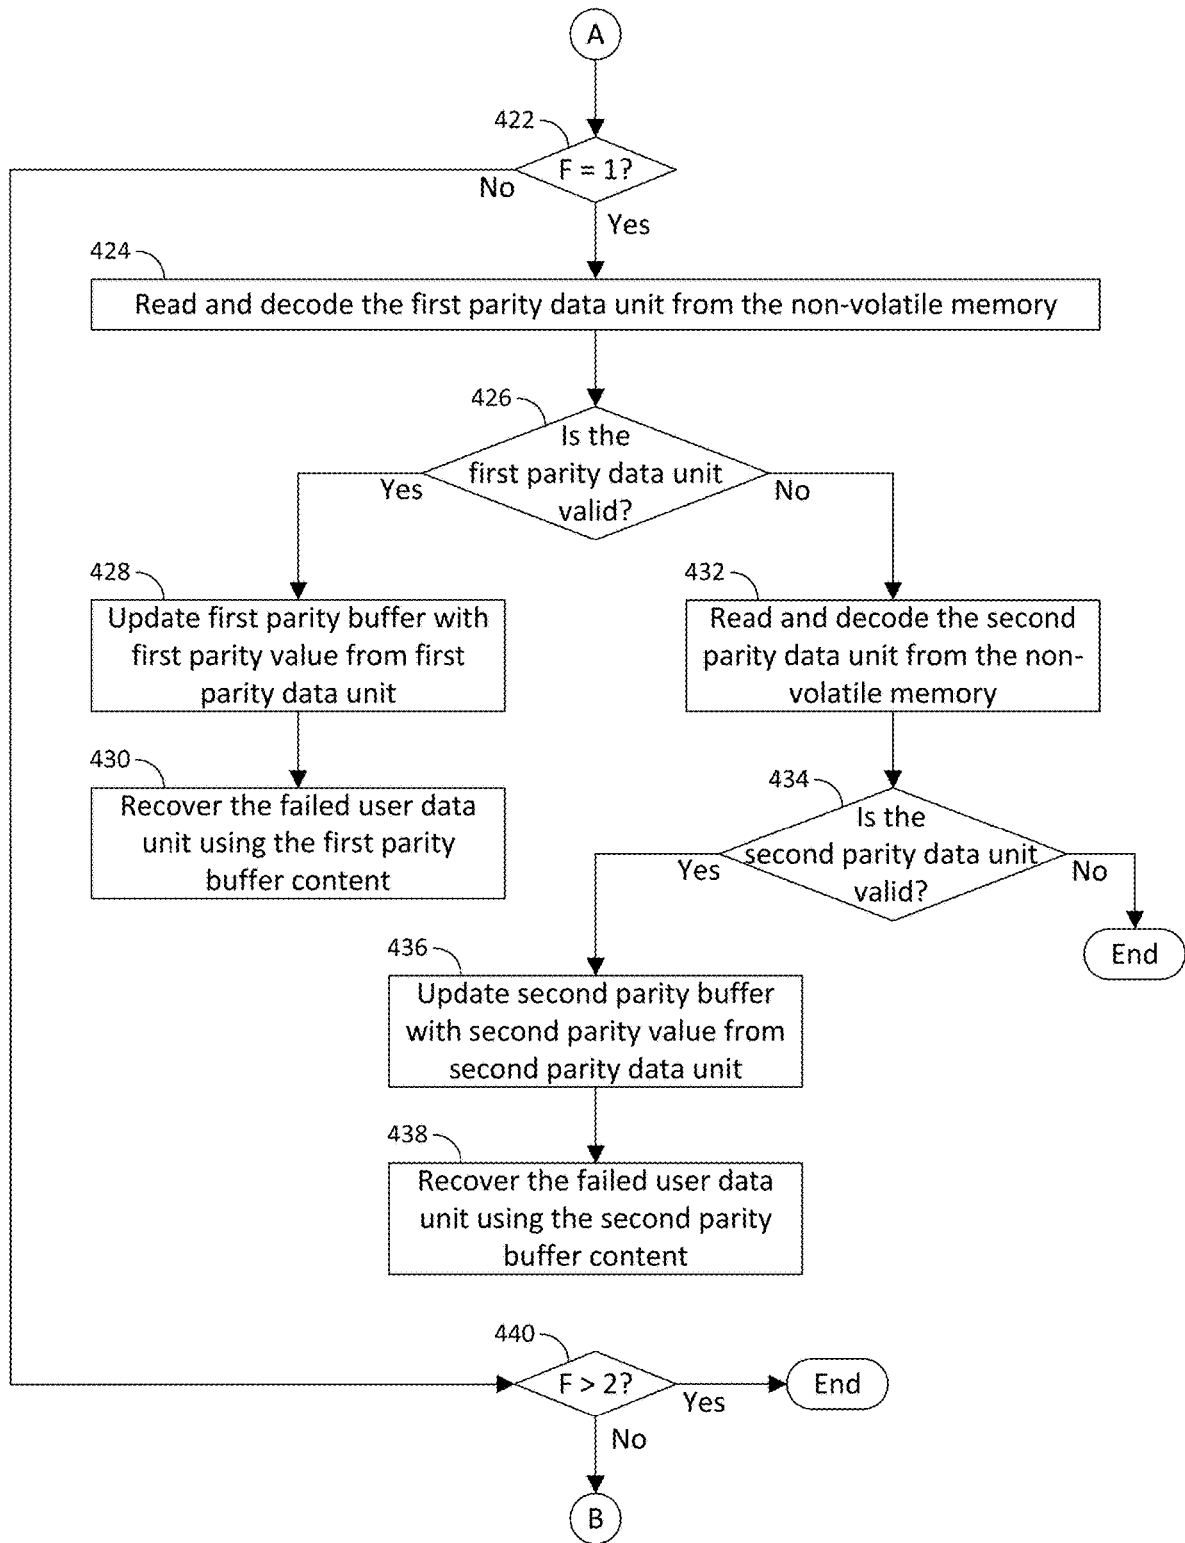 A
422
F = 1?
No
Yes
424
Read and decode the first parity data unit from the non-volatile memory
426
Is the
first parity data unit
valid?
Yes
No
428
Update first parity buffer with
first parity value from first
parity data unit
432
Read and decode the second
parity data unit from the non-
volatile memory
430
Recover the failed user data
unit using the first parity
buffer content
434
Is the
second parity data unit
valid?
Yes
No
End
436
Update second parity buffer
with second parity value from
second parity data unit
438
Recover the failed user data
unit using the second parity
buffer content
440
F > 2?
Yes
End
No
B